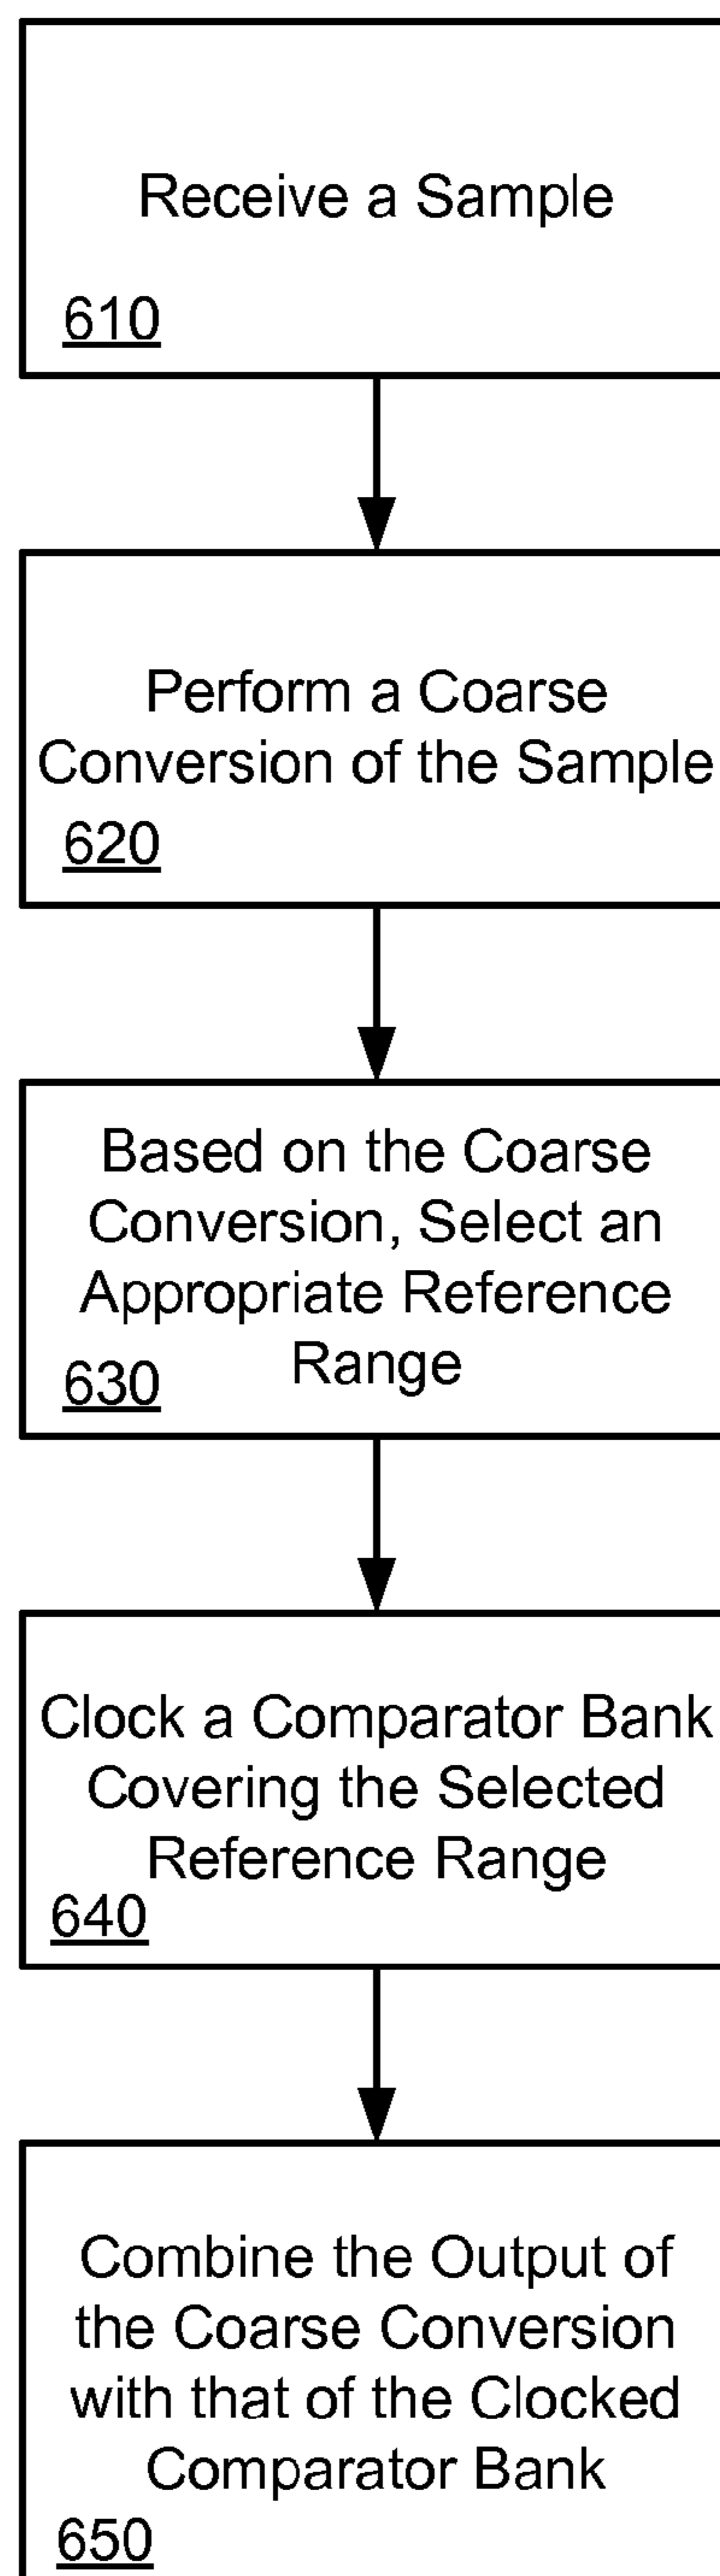 Receive a Sample
610
Perform a Coarse
Conversion of the Sample
620
Based on the Coarse
Conversion, Select an
Appropriate Reference
Range
630
Clock a Comparator Bank
Covering the Selected
Reference Range
640
Combine the Output of
the Coarse Conversion
with that of the Clocked
Comparator Bank
650